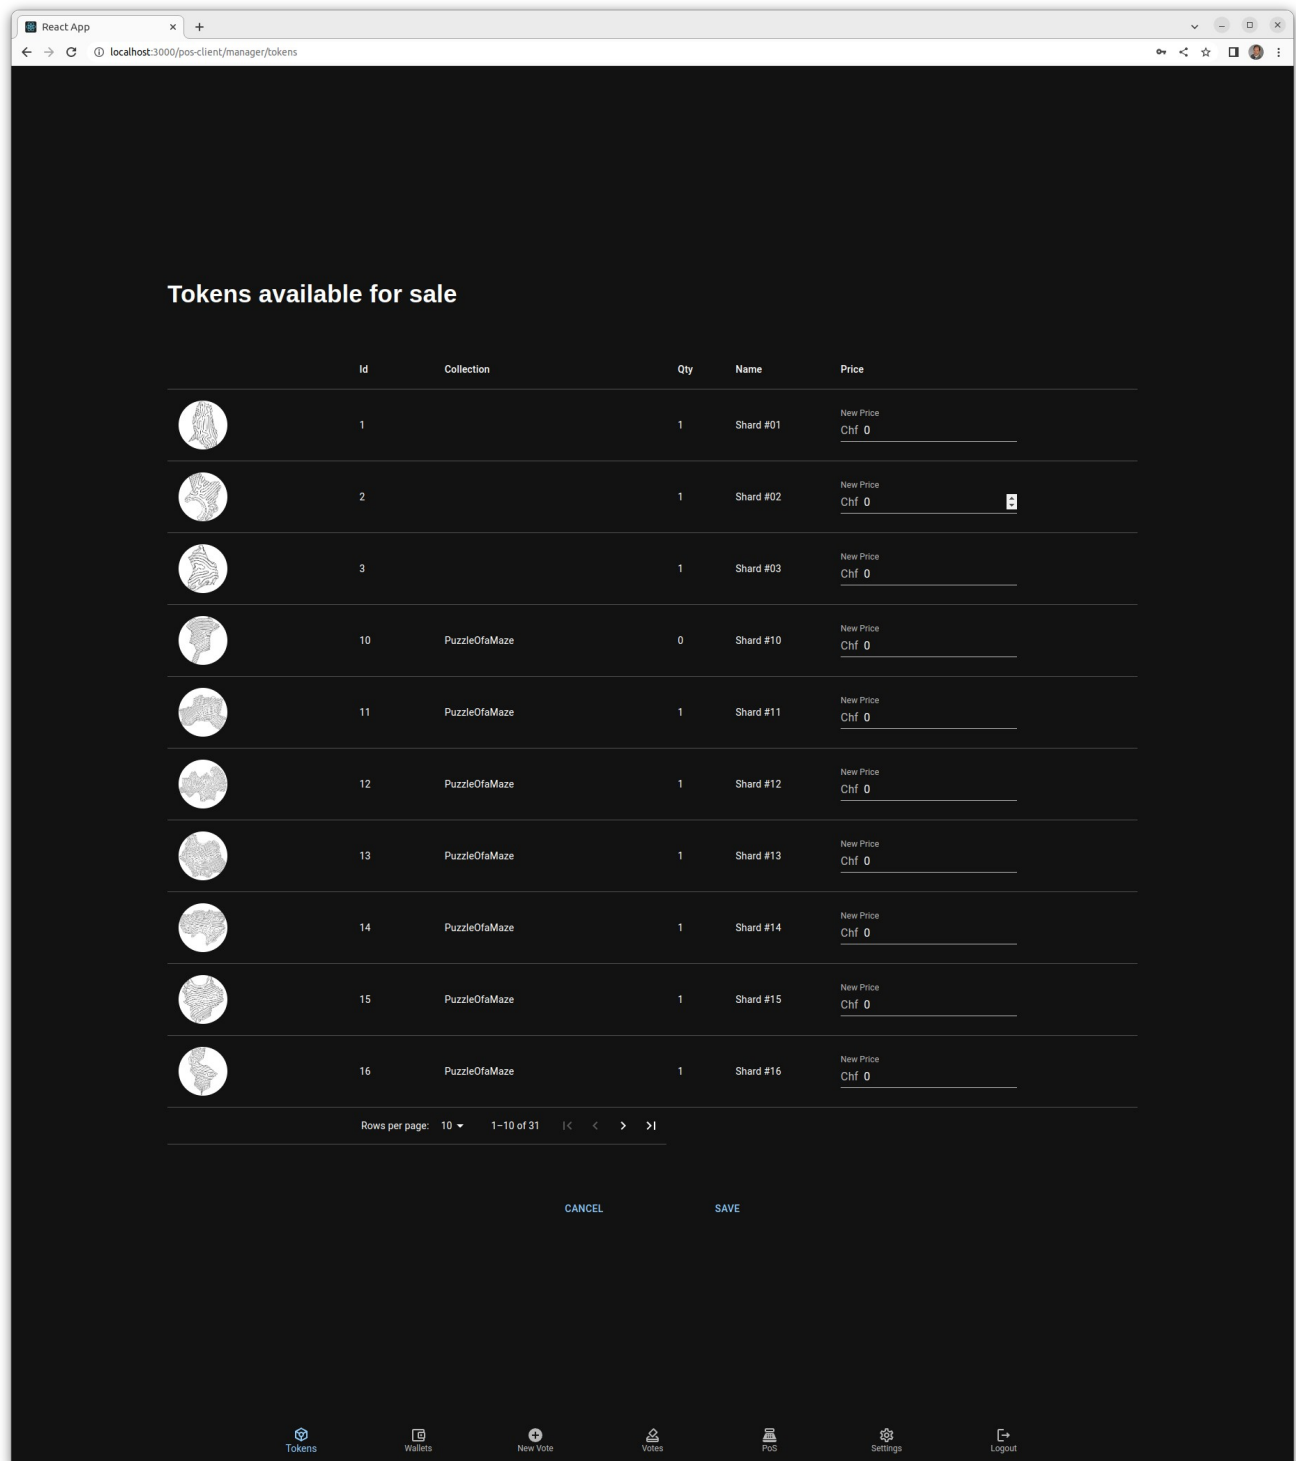 React App
localhost:3000/pos-client/manager/tokens
Tokens available for sale
Id Collection Qty Name Price
New Price
1 1 Shard #01 Chf 0
New Price
2 1 Shard #02 Chf 0
New Price
3 1 Shard #03 Chf 0
New Price
10 PuzzleOfaMaze 0 Shard #10 Chf 0
New Price
11 PuzzleOfaMaze 1 Shard #11 Chf 0
New Price
12 PuzzleOfaMaze 1 Shard #12 Chf 0
New Price
13 PuzzleOfaMaze 1 Shard #13 Chf 0
New Price
14 PuzzleOfaMaze 1 Shard #14 Chf 0
New Price
15 PuzzleOfaMaze 1 Shard #15 Chf 0
New Price
16 PuzzleOfaMaze 1 Shard #16 Chf 0
Rows per page: 10 1–10 of 31
CANCEL SAVE
Tokens Wallets New Vote Votes PoS Settings Logout